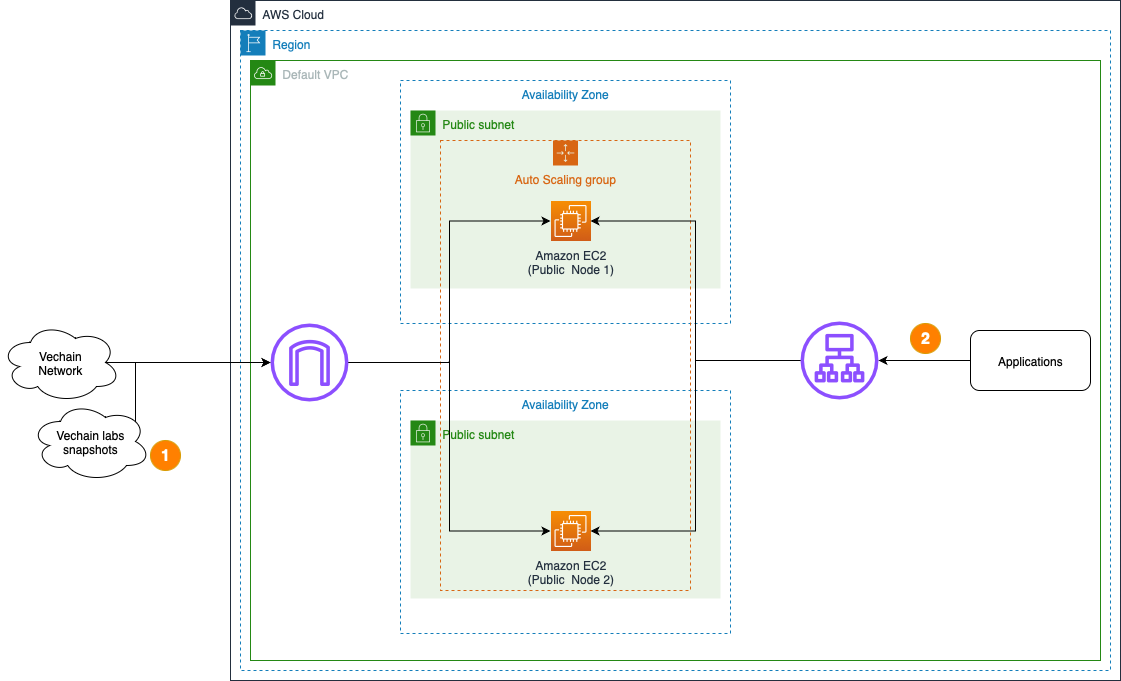 AWS Cloud
Region
Default VPC
Availability Zone
Public subnet
Auto Scaling group
Amazon EC2
(Public Node 1)
Vechain
Network
Vechain labs
snapshots
1
2
Applications
Availability Zone
Public subnet
Amazon EC2
(Public Node 2)